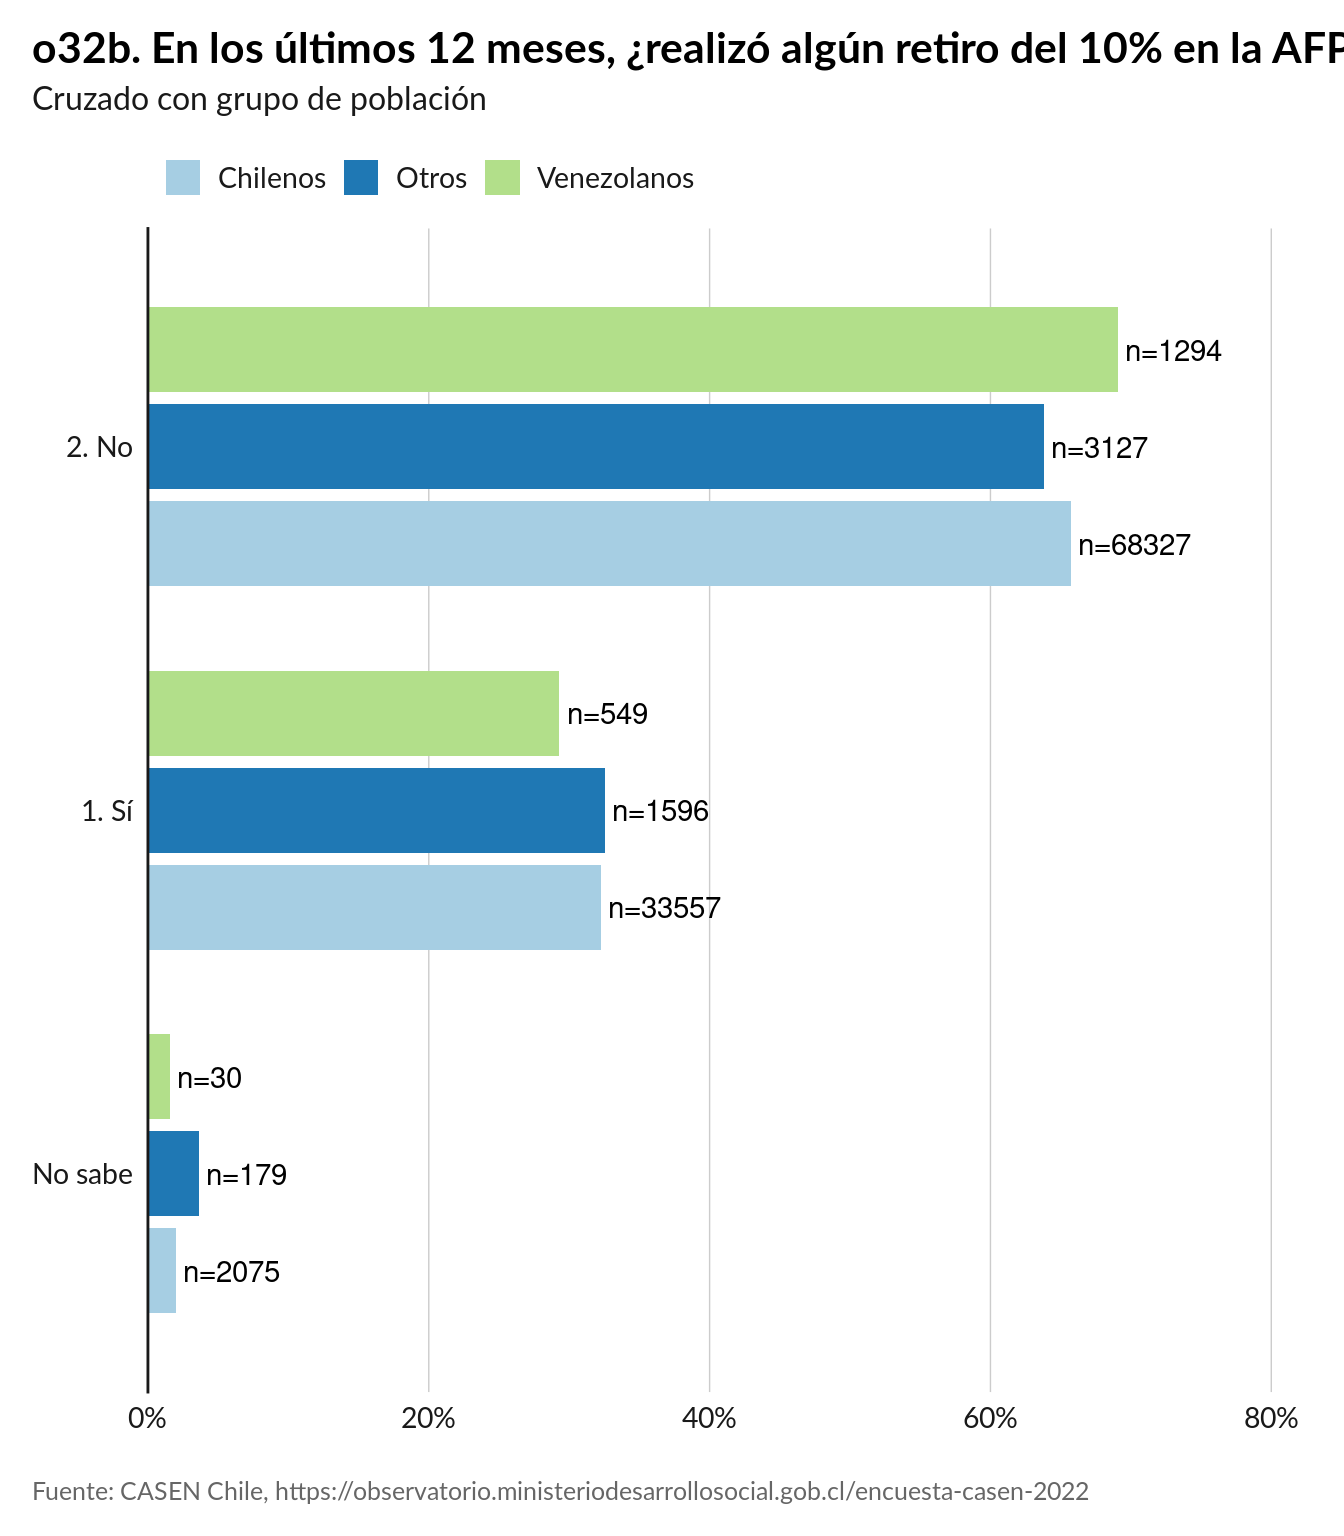 o32b. En los últimos 12 meses, ¿realizó algún retiro del 10% en la AFP
Cruzado con grupo de población
Chilenos Otros Venezolanos
n=1294
2. No n=3127
n=68327
n=549
1. Sí n=1596
n=33557
n=30
No sabe n=179
n=2075
0% 20% 40% 60% 80%
Fuente: CASEN Chile, https://observatorio.ministeriodesarrollosocial.gob.cl/encuesta-casen-2022